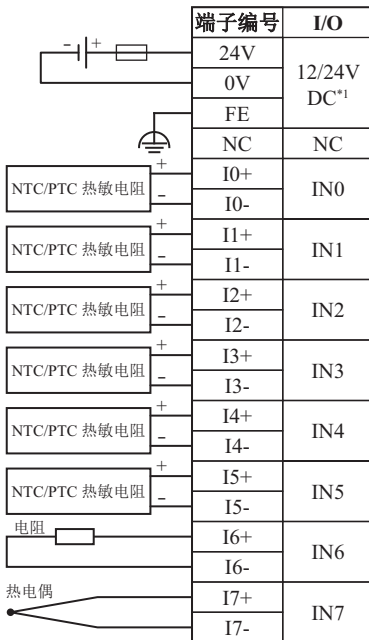 端子编号 I/O
- + 24V
0V 12/24V DC*1
FE
NC NC
NTC/PTC 热敏电阻 + I0+ IN0
- I0-
NTC/PTC 热敏电阻 + I1+ IN1
- I1-
NTC/PTC 热敏电阻 + I2+ IN2
- I2-
NTC/PTC 热敏电阻 + I3+ IN3
- I3-
NTC/PTC 热敏电阻 + I4+ IN4
- I4-
NTC/PTC 热敏电阻 + I5+ IN5
- I5-
电阻 I6+ IN6
I6-
热电偶 I7+ IN7
I7-